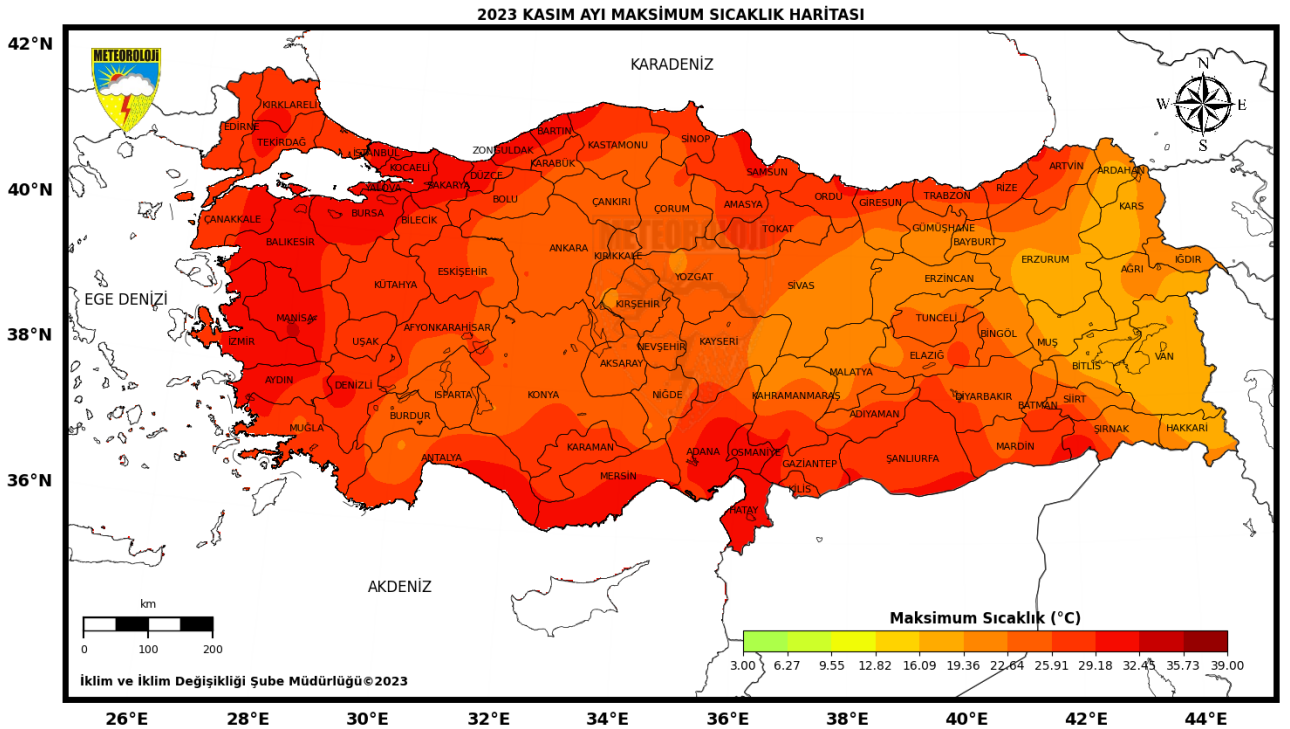 2023 KASIM AYI MAKSİMUM SICAKLIK HARİTASI
42°N
40°N
38°N
36°N
METEOROLOJİ
KARADENİZ
N
W
E
S
EGE DENİZİ
AKDENİZ
KIRKLARELİ
EDİRNE
TEKİRDAĞ
İSTANBUL
KOCAELİ
YALOVA
SAKARYA
DÜZCE
ZONGULDAK
BARTIN
KARABÜK
KASTAMONU
SİNOP
SAMSUN
ORDU
GİRESUN
TRABZON
RİZE
ARTVİN
ARDAHAN
KARS
ÇANAKKALE
BURSA
BİLECİK
BOLU
ÇANKIRI
ÇORUM
AMASYA
TOKAT
GÜMÜŞHANE
BAYBURT
ERZURUM
AĞRI
IĞDIR
BALIKESİR
ESKİŞEHİR
ANKARA
KIRIKKALE
METEOROLOJİ
YOZGAT
SİVAS
ERZİNCAN
KÜTAHYA
KIRŞEHİR
MANİSA
AFYONKARAHİSAR
TUNCELİ
BİNGÖL
İZMİR
UŞAK
NEVŞEHİR
KAYSERİ
MUŞ
AKSARAY
ELAZIĞ
VAN
BİTLİS
MALATYA
AYDIN
DENİZLİ
ISPARTA
KONYA
NİĞDE
KAHRAMANMARAŞ
DİYARBAKIR
BATMAN
SİİRT
BURDUR
ADIYAMAN
MUĞLA
ŞIRNAK
HAKKARİ
ANTALYA
KARAMAN
ADANA
OSMANİYE
GAZİANTEP
ŞANLIURFA
MARDİN
MERSİN
KİLİS
HATAY
km
0
100
200
Maksimum Sıcaklık (°C)
3.00 6.27 9.55 12.82 16.09 19.36 22.64 25.91 29.18 32.45 35.73 39.00
İklim ve İklim Değişikliği Şube Müdürlüğü©2023
26°E 28°E 30°E 32°E 34°E 36°E 38°E 40°E 42°E 44°E